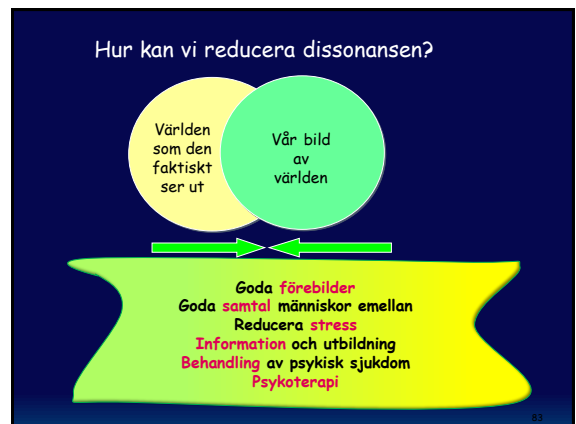 Hur kan vi reducera dissonansen?
Världen
som den
faktiskt
ser ut
Vår bild
av
världen
Goda förebilder
Goda samtal människor emellan
Reducera stress
Information och utbildning
Behandling av psykisk sjukdom
Psykoterapi
83